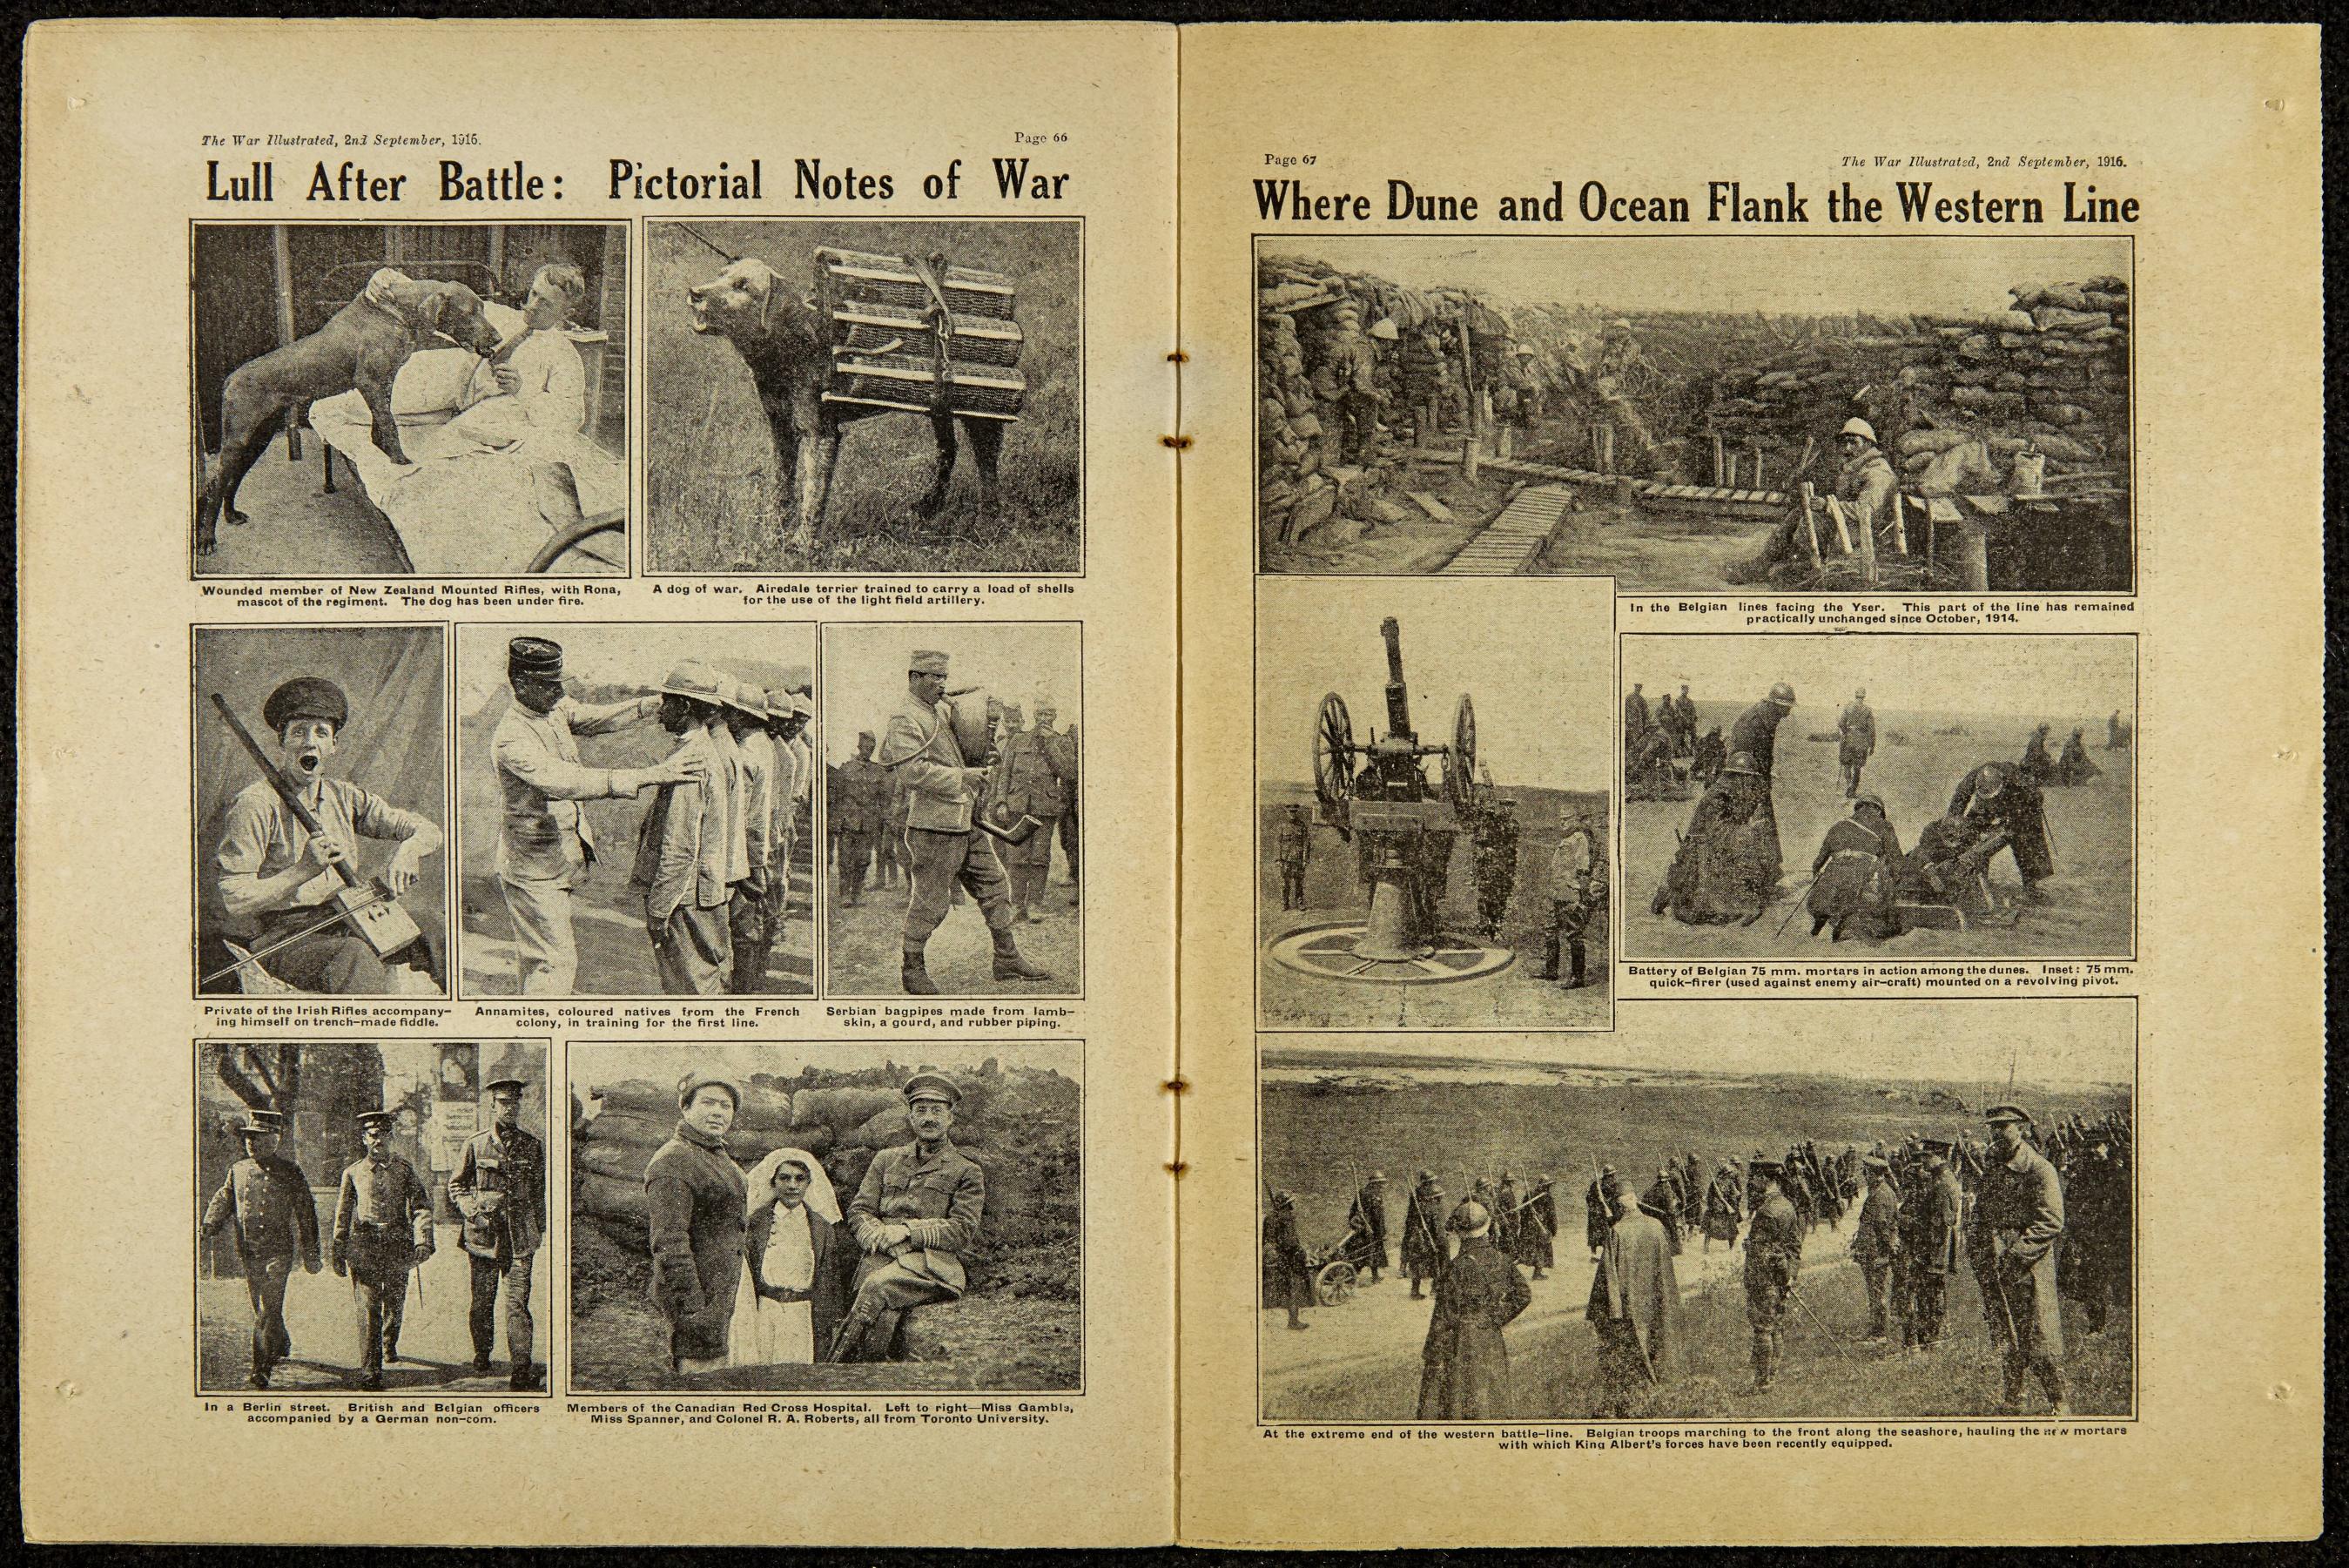 The War Illustrated, 2nd September, 1916.
Page 66
Lull After Battle: Pictorial Notes of War
Wounded member of New Zealand Mounted Rifles, with Rona,
mascot of the regiment. The dog has been under fire.
A dog of war. Airedale terrier trained to carry a load of shells
for the use of the light field artillery.
Private of the Irish Rifles accompany-
ing himself on trench-made fiddle.
Annamites, coloured natives from the French
colony, in training for the first line.
Serbian bagpipes made from lamb-
skin, a gourd, and rubber piping.
In a Berlin street. British and Belgian officers
accompanied by a German non-com.
Members of the Canadian Red Cross Hospital. Left to right—Miss Gamble,
Miss Spanner, and Colonel R. A. Roberts, all from Toronto University.
Page 67
The War Illustrated, 2nd September, 1916.
Where Dune and Ocean Flank the Western Line
In the Belgian lines facing the Yser. This part of the line has remained
practically unchanged since October, 1914.
Battery of Belgian 75 mm. mortars in action among the dunes. Inset: 75 mm.
quick-firer (used against enemy air-craft) mounted on a revolving pivot.
At the extreme end of the western battle-line. Belgian troops marching to the front along the seashore, hauling the new mortars
with which King Albert's forces have been recently equipped.